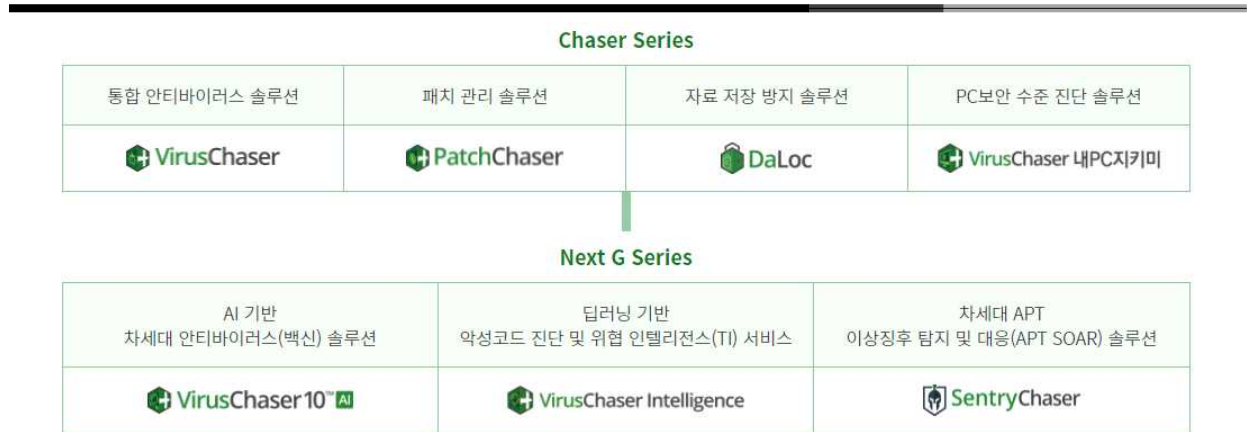 Chaser Series
통합 안티바이러스 솔루션
패치 관리 솔루션
자료 저장 방지 솔루션
PC보안 수준 진단 솔루션
VirusChaser
PatchChaser
DaLoc
VirusChaser 내PC지키미
Next G Series
AI 기반
차세대 안티바이러스(백신) 솔루션
딥러닝 기반
악성코드 진단 및 위협 인텔리전스(TI) 서비스
차세대 APT
이상징후 탐지 및 대응(APT SOAR) 솔루션
VirusChaser10™ AI
VirusChaser Intelligence
SentryChaser